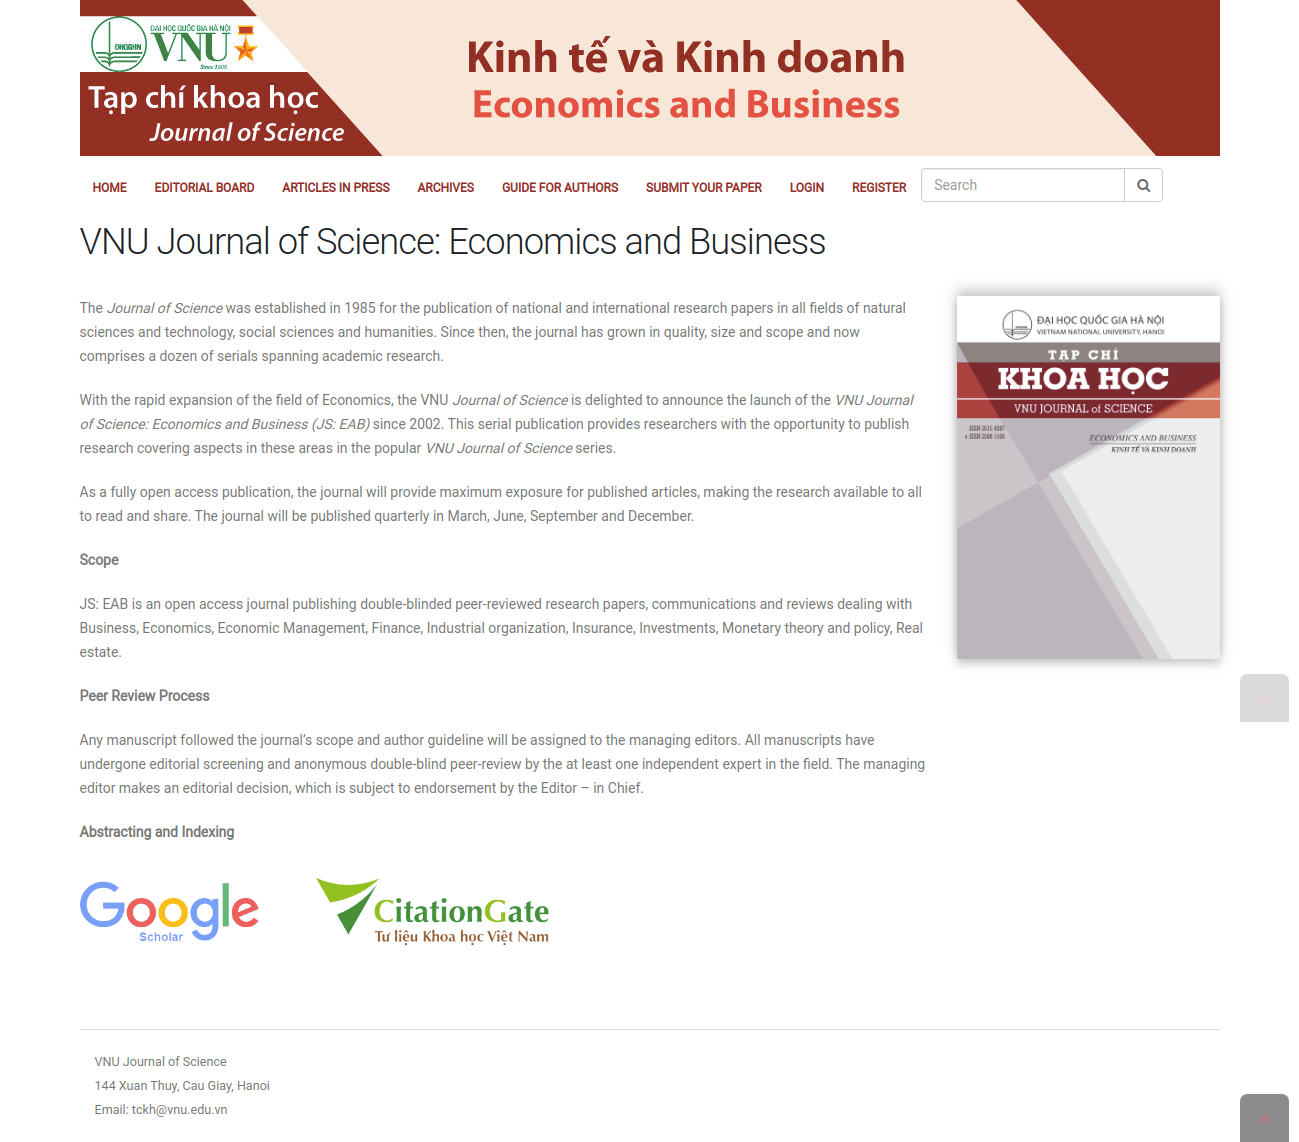 ĐẠI HỌC QUỐC GIA HÀ NỘI
ĐHQGHN
VNU
Since 1906
Tạp chí khoa học
Journal of Science
Kinh tế và Kinh doanh
Economics and Business
HOME EDITORIAL BOARD ARTICLES IN PRESS ARCHIVES GUIDE FOR AUTHORS SUBMIT YOUR PAPER LOGIN REGISTER Search
VNU Journal of Science: Economics and Business
The Journal of Science was established in 1985 for the publication of national and international research papers in all fields of natural
sciences and technology, social sciences and humanities. Since then, the journal has grown in quality, size and scope and now
comprises a dozen of serials spanning academic research.
With the rapid expansion of the field of Economics, the VNU Journal of Science is delighted to announce the launch of the VNU Journal
of Science: Economics and Business (JS: EAB) since 2002. This serial publication provides researchers with the opportunity to publish
research covering aspects in these areas in the popular VNU Journal of Science series.
As a fully open access publication, the journal will provide maximum exposure for published articles, making the research available to all
to read and share. The journal will be published quarterly in March, June, September and December.
Scope
JS: EAB is an open access journal publishing double-blinded peer-reviewed research papers, communications and reviews dealing with
Business, Economics, Economic Management, Finance, Industrial organization, Insurance, Investments, Monetary theory and policy, Real
estate.
Peer Review Process
Any manuscript followed the journal’s scope and author guideline will be assigned to the managing editors. All manuscripts have
undergone editorial screening and anonymous double-blind peer-review by the at least one independent expert in the field. The managing
editor makes an editorial decision, which is subject to endorsement by the Editor – in Chief.
Abstracting and Indexing
Google
Scholar
CitationGate
Tư liệu Khoa học Việt Nam
ĐẠI HỌC QUỐC GIA HÀ NỘI
VIETNAM NATIONAL UNIVERSITY, HANOI
TẠP CHÍ
KHOA HỌC
VNU JOURNAL of SCIENCE
ECONOMICS AND BUSINESS
KINH TẾ VÀ KINH DOANH
VNU Journal of Science
144 Xuan Thuy, Cau Giay, Hanoi
Email: tckh@vnu.edu.vn